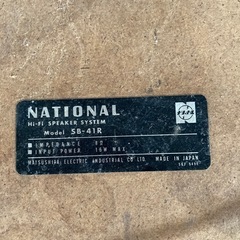 NATIONAL
Hi-Fi SPEAKER SYSTEM
Model SB-41R
■ IMPEDANCE 8Ω
■ INPUT POWER 16W MAX.
MATSUSHITA ELECTRIC INDUSTRIAL CO. LTD. MADE IN JAPAN